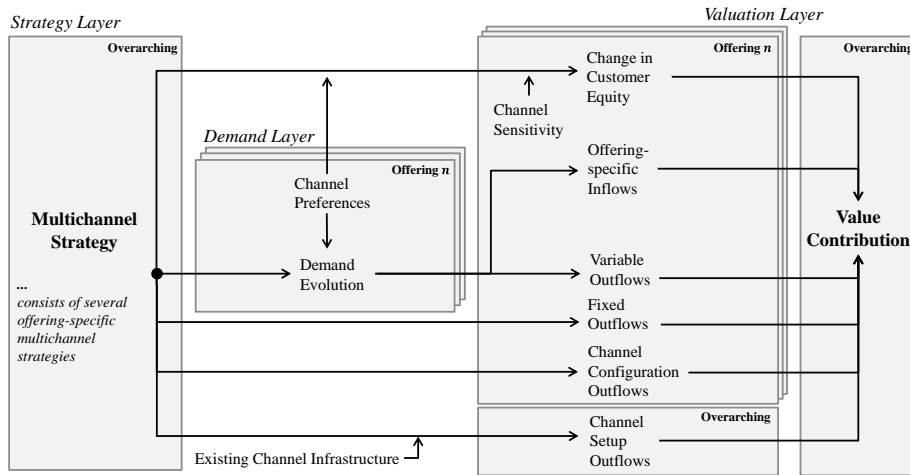 Strategy Layer
Overarching
Multichannel
Strategy
...
consists of several
offering-specific
multichannel
strategies
Demand Layer
Offering n
Channel
Preferences
Demand
Evolution
Existing Channel Infrastructure
Valuation Layer
Offering n
Change in
Customer
Equity
Channel
Sensitivity
Offering-
specific
Inflows
Variable
Outflows
Fixed
Outflows
Channel
Configuration
Outflows
Overarching
Channel
Setup
Outflows
Overarching
Value
Contribution